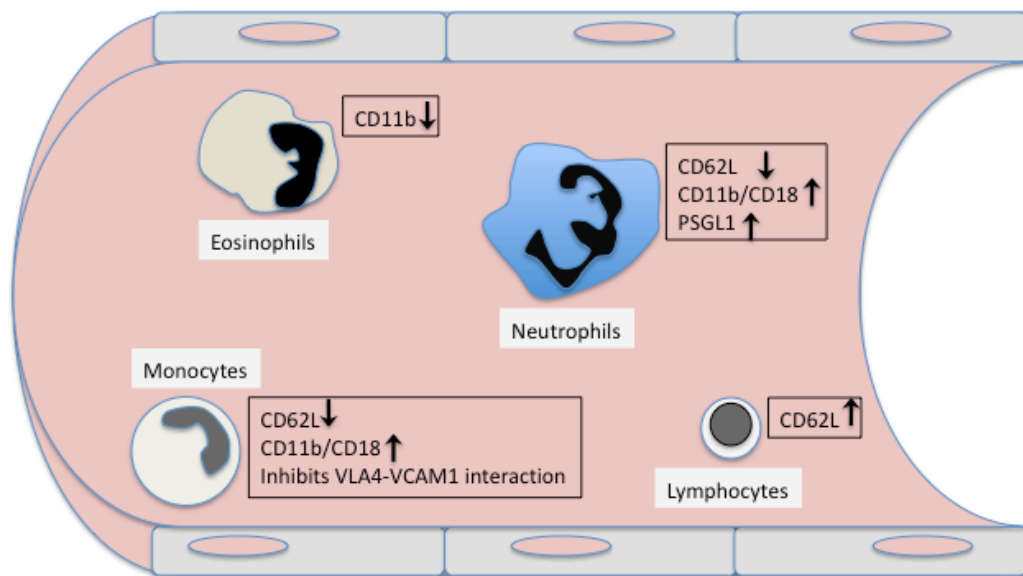 CD11b↓
Eosinophils
CD62L ↓
CD11b/CD18 ↑
PSGL1 ↑
Neutrophils
Monocytes
CD62L↓
CD11b/CD18 ↑
Inhibits VLA4-VCAM1 interaction
CD62L↑
Lymphocytes